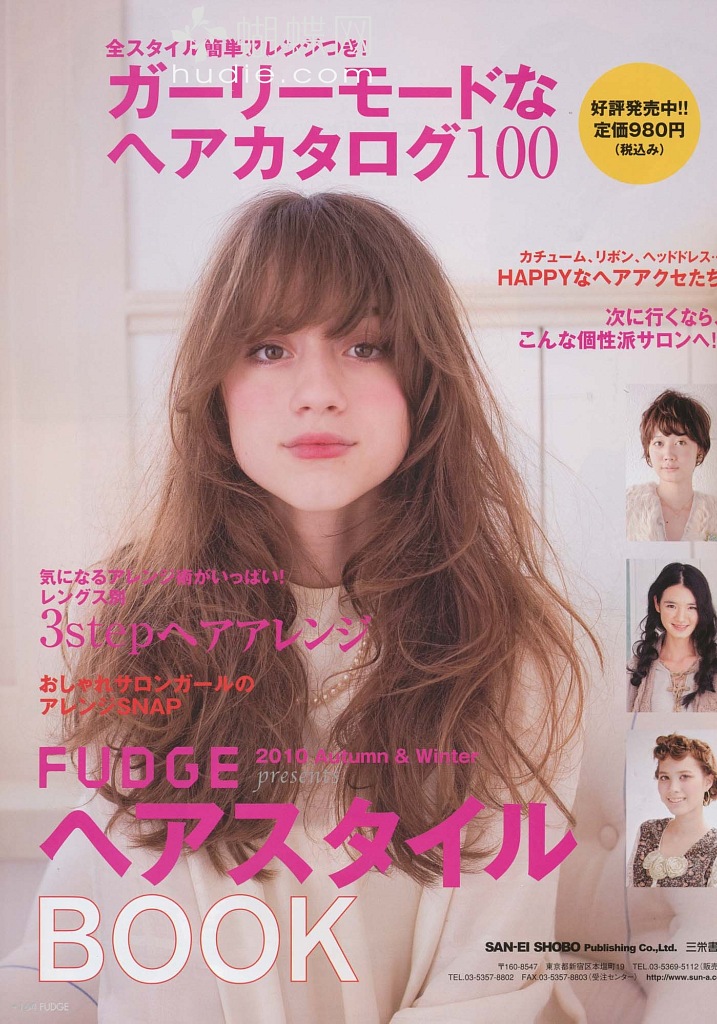 蝴蝶网
hudie.com
全スタイル簡単アレンジつき!
ガーリーモードな
ヘアカタログ100
好評発売中!!
定価980円
(税込み)
カチューム、リボン、ヘッドドレス…
HAPPYなヘアアクセたち
次に行くなら、
こんな個性派サロンへ!
気になるアレンジ術がいっぱい!
レングス別
3stepヘアアレンジ
おしゃれサロンガールの
アレンジSNAP
FUDGE 2010 Autumn & Winter
presents
ヘアスタイル
BOOK
SAN-EI SHOBO Publishing Co.,Ltd. 三栄書
〒160-8547 東京都新宿区本塩町19 TEL.03-5369-5112(販売
TEL.03-5357-8802 FAX.03-5357-8803(受注センター) http://www.sun-a.c
FUDGE